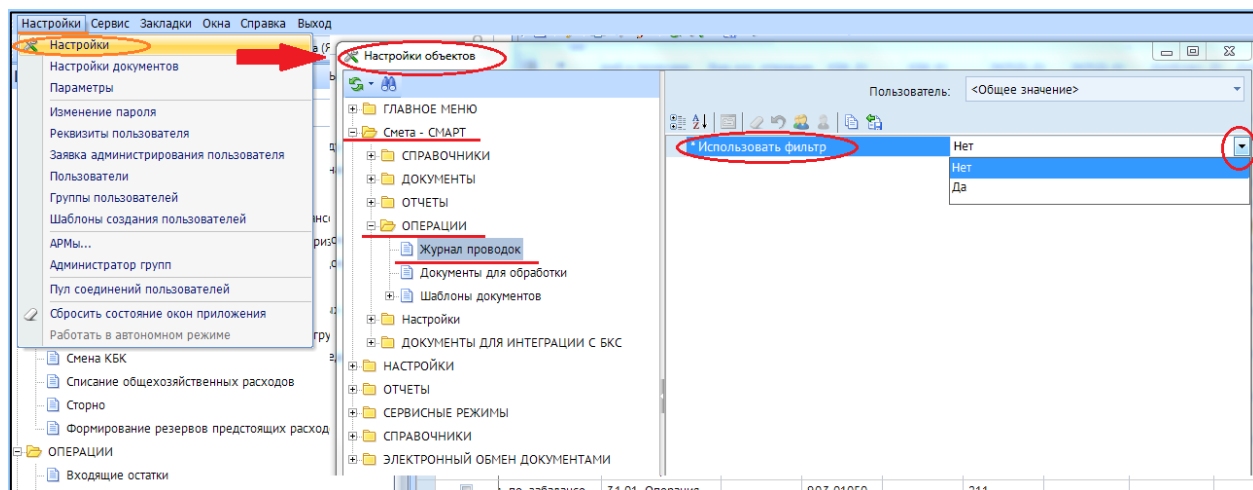 Настройки Сервис Закладки Окна Справка Выход
Настройки
Настройки документов
Параметры
Изменение пароля
Реквизиты пользователя
Заявка администрирования пользователя
Пользователи
Группы пользователей
Шаблоны создания пользователей
АРМы...
Администратор групп
Пул соединений пользователей
Сбросить состояние окон приложения
Работать в автономном режиме
Смена КБК
Списание общехозяйственных расходов
Сторно
Формирование резервов предстоящих расход
ОПЕРАЦИИ
Входящие остатки
Настройки объектов
ГЛАВНОЕ МЕНЮ
Смета - СМАРТ
СПРАВОЧНИКИ
ДОКУМЕНТЫ
ОТЧЕТЫ
ОПЕРАЦИИ
Журнал проводок
Документы для обработки
Шаблоны документов
Настройки
ДОКУМЕНТЫ ДЛЯ ИНТЕГРАЦИИ С БКС
НАСТРОЙКИ
ОТЧЕТЫ
СЕРВИСНЫЕ РЕЖИМЫ
СПРАВОЧНИКИ
ЭЛЕКТРОННЫЙ ОБМЕН ДОКУМЕНТАМИ
Пользователь: <Общее значение>
* Использовать фильтр Нет
Нет
Да